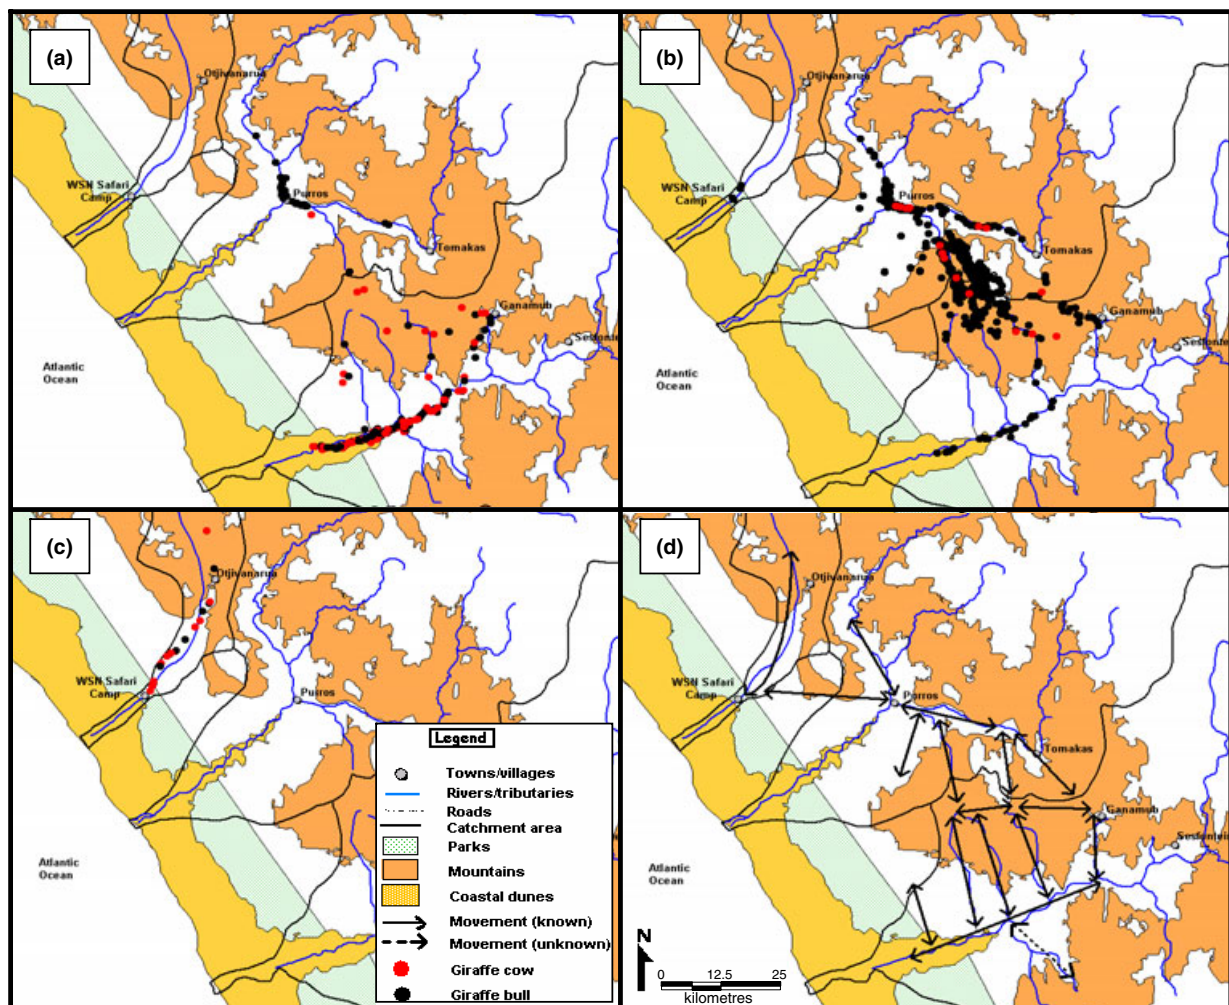 (a)
Otjivanarua
WSN Safari
Camp
Purros
Tomakas
Ganamub
Atlantic
Ocean
(b)
Otjivanarua
WSN Safari
Camp
Purros
Tomakas
Ganamub
Atlantic
Ocean
(c)
Otjivanarua
WSN Safari
Camp
Purros
Atlantic
Ocean
Legend
Towns/villages
Rivers/tributaries
Roads
Catchment area
Parks
Mountains
Coastal dunes
Movement (known)
Movement (unknown)
Giraffe cow
Giraffe bull
(d)
Otjivanarua
WSN Safari
Camp
Purros
Tomakas
Ganamub
Atlantic
Ocean
N
0 12.5 25
kilometres